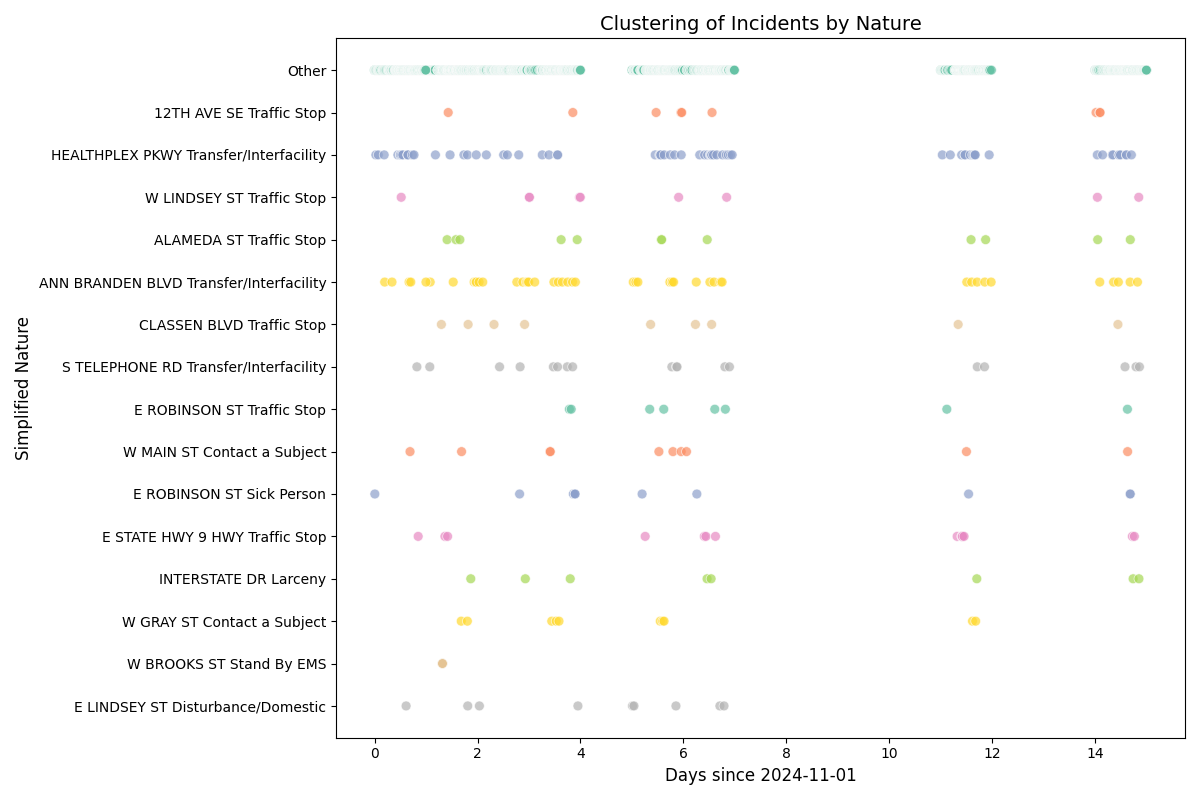 Clustering of Incidents by Nature
Simplified Nature
Other
12TH AVE SE Traffic Stop
HEALTHPLEX PKWY Transfer/Interfacility
W LINDSEY ST Traffic Stop
ALAMEDA ST Traffic Stop
ANN BRANDEN BLVD Transfer/Interfacility
CLASSEN BLVD Traffic Stop
S TELEPHONE RD Transfer/Interfacility
E ROBINSON ST Traffic Stop
W MAIN ST Contact a Subject
E ROBINSON ST Sick Person
E STATE HWY 9 HWY Traffic Stop
INTERSTATE DR Larceny
W GRAY ST Contact a Subject
W BROOKS ST Stand By EMS
E LINDSEY ST Disturbance/Domestic
0 2 4 6 8 10 12 14
Days since 2024-11-01